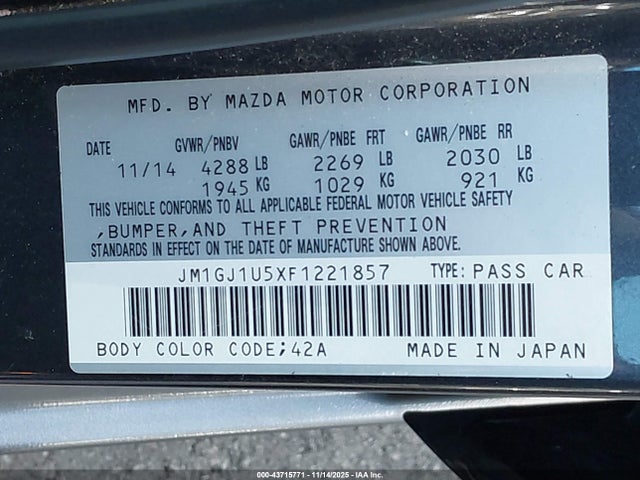 MFD. BY MAZDA MOTOR CORPORATION
DATE GVWR/PNBV GAWR/PNBE FRT GAWR/PNBE RR
11/14 4288 LB 2269 LB 2030 LB
1945 KG 1029 KG 921 KG
THIS VEHICLE CONFORMS TO ALL APPLICABLE FEDERAL MOTOR VEHICLE SAFETY
,BUMPER,AND THEFT PREVENTION
STANDARDS IN EFFECT ON THE DATE OF MANUFACTURE SHOWN ABOVE.
JM1GJ1U5XF1221857 TYPE: PASS CAR
BODY COLOR CODE;42A MADE IN JAPAN
000-43715771 - 11/14/2025 - IAA Inc.